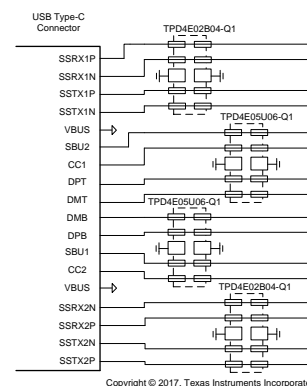 USB Type-C
Connector
TPD4E02B04-Q1
SSRX1P
SSRX1N
SSTX1P
SSTX1N
TPD4E05U06-Q1
VBUS
SBU2
CC1
DPT
DMT
TPD4E05U06-Q1
DMB
DPB
SBU1
CC2
TPD4E02B04-Q1
VBUS
SSRX2N
SSRX2P
SSTX2N
SSTX2P
Copyright © 2017, Texas Instruments Incorporat